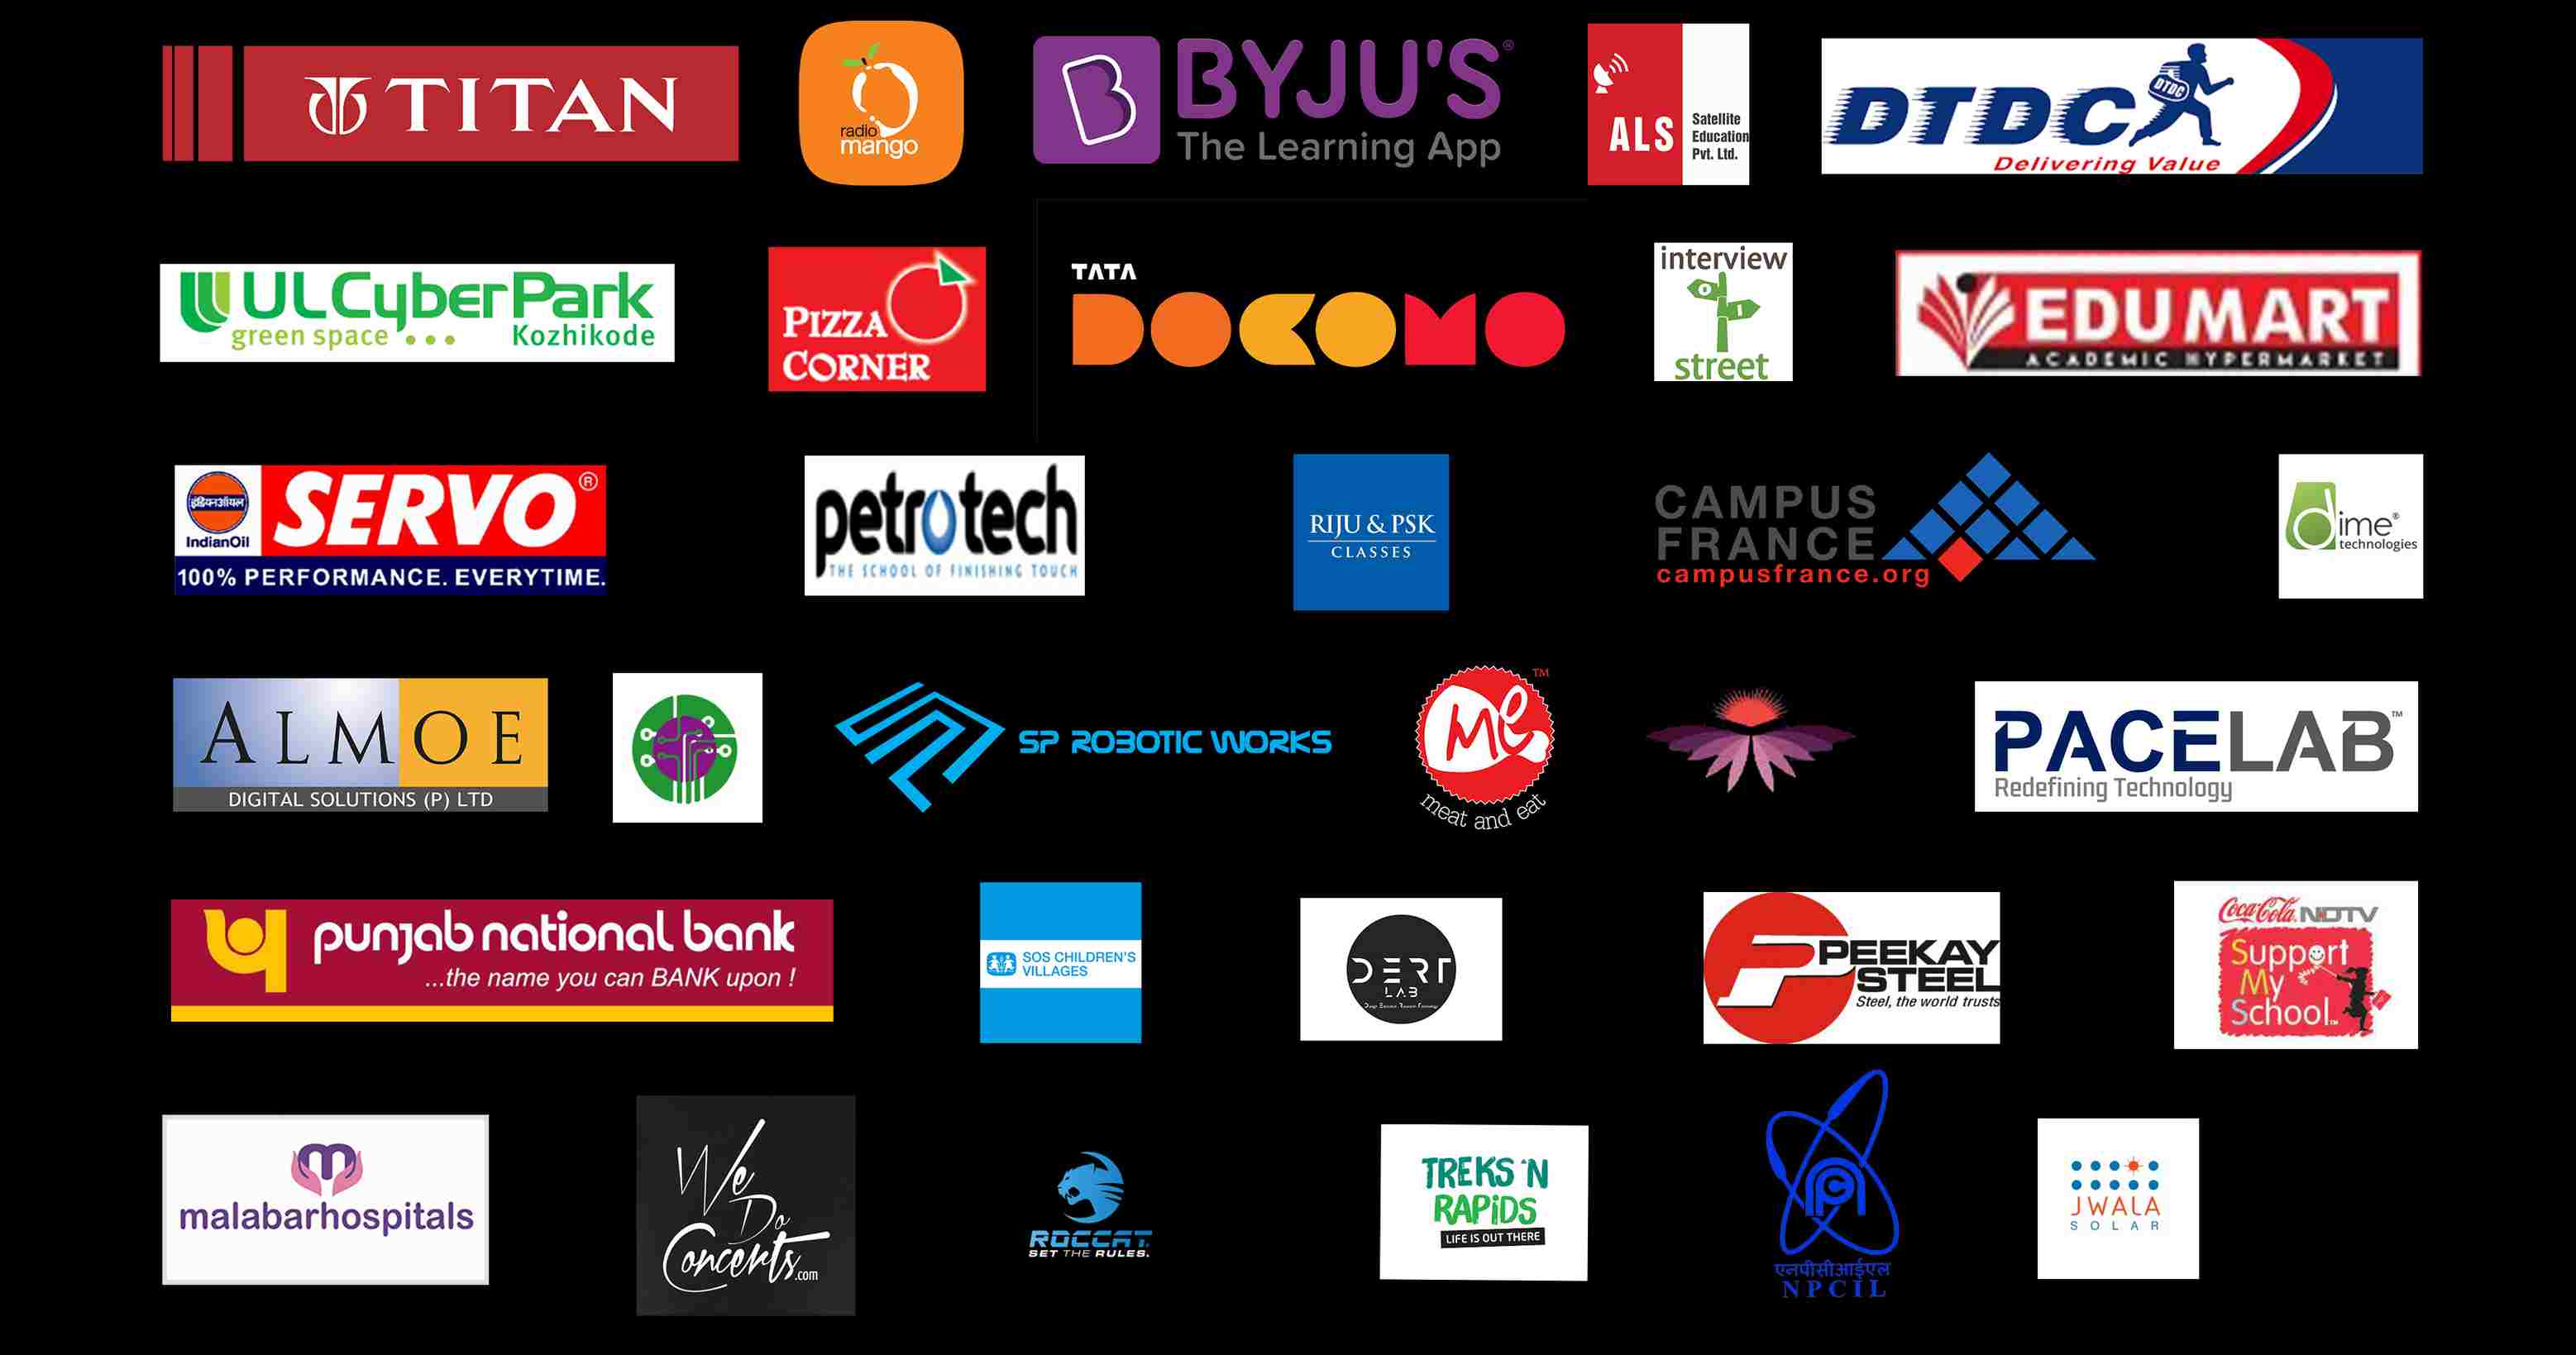 TITAN
radio
mango
BYJU'S®
The Learning App
ALS
Satellite
Education
Pvt. Ltd.
DTDC
DTDC
Delivering Value
ULCyberPark
green space ... Kozhikode
PIZZA
CORNER
TATA
DOCOMO
interview
street
EDUMART
ACADEMIC HYPERMARKET
इंडियनऑयल
IndianOil
SERVO®
100% PERFORMANCE. EVERYTIME.
petrotech
THE SCHOOL OF FINISHING TOUCH
RIJU & PSK
CLASSES
CAMPUS
FRANCE
campusfrance.org
dime®
technologies
ALMOE
DIGITAL SOLUTIONS (P) LTD
SP ROBOTIC WORKS
Me™
meat and eat
PACELAB™
Redefining Technology
punjab national bank
...the name you can BANK upon !
SOS CHILDREN'S
VILLAGES
DERT
LAB
PEEKAY
STEEL
Steel, the world trusts
Coca-Cola NDTV
Support
My
School™
malabarhospitals
We
Do
Concerts.com
ROCCAT
SET THE RULES.
TREKS 'N
RAPiDS
LIFE IS OUT THERE
एनपीसीआईएल
NPCIL
JWALA
SOLAR